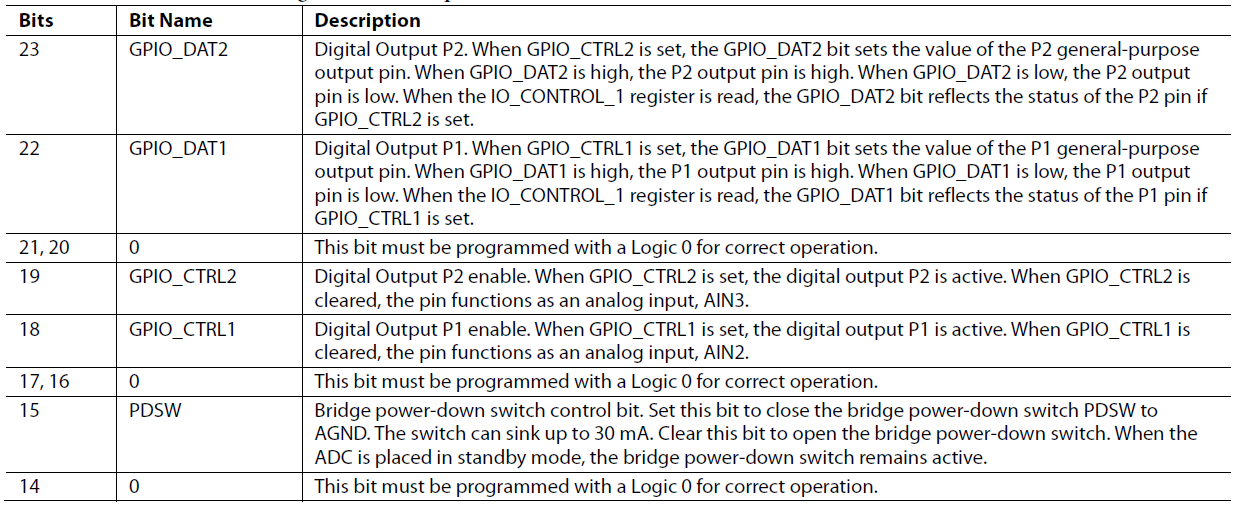 Bits Bit Name Description
23 GPIO_DAT2 Digital Output P2. When GPIO_CTRL2 is set, the GPIO_DAT2 bit sets the value of the P2 general-purpose
output pin. When GPIO_DAT2 is high, the P2 output pin is high. When GPIO_DAT2 is low, the P2 output
pin is low. When the IO_CONTROL_1 register is read, the GPIO_DAT2 bit reflects the status of the P2 pin if
GPIO_CTRL2 is set.
22 GPIO_DAT1 Digital Output P1. When GPIO_CTRL1 is set, the GPIO_DAT1 bit sets the value of the P1 general-purpose
output pin. When GPIO_DAT1 is high, the P1 output pin is high. When GPIO_DAT1 is low, the P1 output
pin is low. When the IO_CONTROL_1 register is read, the GPIO_DAT1 bit reflects the status of the P1 pin if
GPIO_CTRL1 is set.
21, 20 0 This bit must be programmed with a Logic 0 for correct operation.
19 GPIO_CTRL2 Digital Output P2 enable. When GPIO_CTRL2 is set, the digital output P2 is active. When GPIO_CTRL2 is
cleared, the pin functions as an analog input, AIN3.
18 GPIO_CTRL1 Digital Output P1 enable. When GPIO_CTRL1 is set, the digital output P1 is active. When GPIO_CTRL1 is
cleared, the pin functions as an analog input, AIN2.
17, 16 0 This bit must be programmed with a Logic 0 for correct operation.
15 PDSW Bridge power-down switch control bit. Set this bit to close the bridge power-down switch PDSW to
AGND. The switch can sink up to 30 mA. Clear this bit to open the bridge power-down switch. When the
ADC is placed in standby mode, the bridge power-down switch remains active.
14 0 This bit must be programmed with a Logic 0 for correct operation.